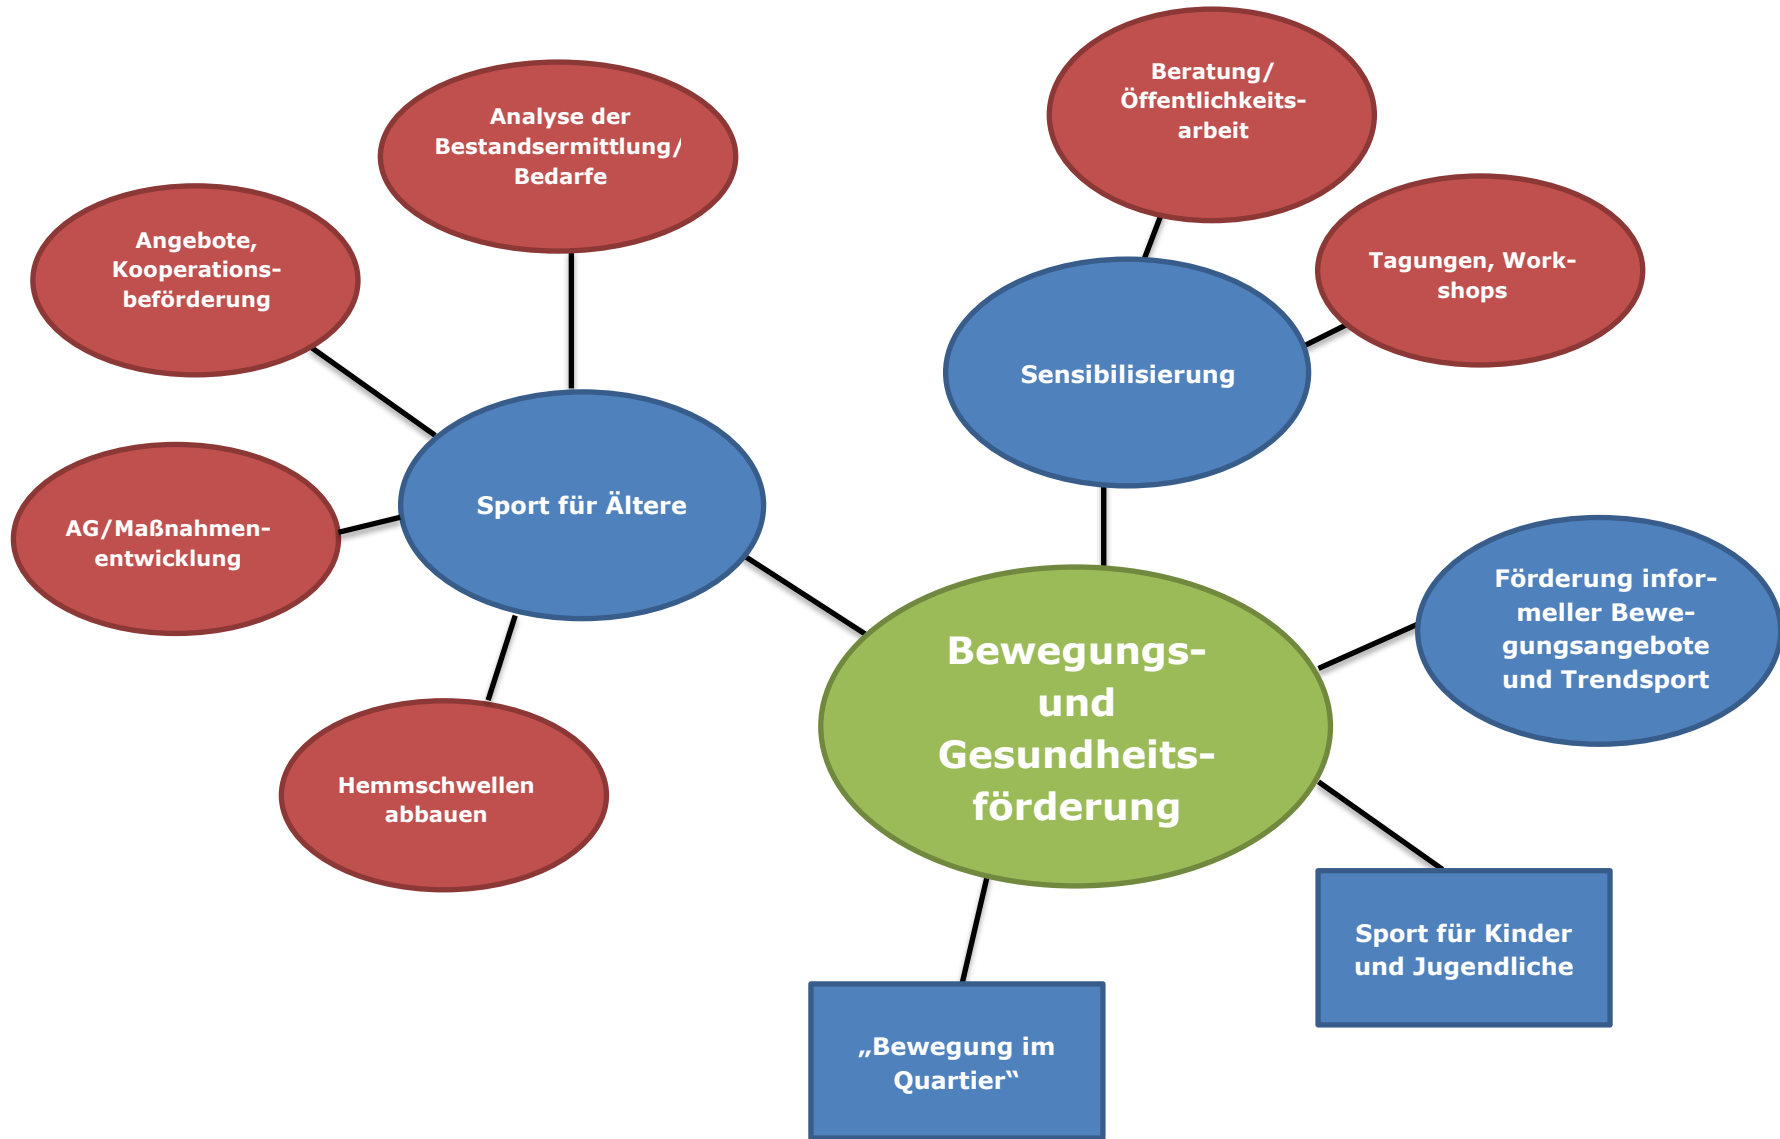 Beratung/
Öffentlichkeits-
arbeit
Analyse der
Bestandsermittlung/
Bedarfe
Angebote,
Kooperations-
beförderung
Tagungen, Work-
shops
Sensibilisierung
Sport für Ältere
AG/Maßnahmen-
entwicklung
Förderung infor-
meller Bewe-
gungsangebote
und Trendsport
Bewegungs-
und
Gesundheits-
förderung
Hemmschwellen
abbauen
Sport für Kinder
und Jugendliche
„Bewegung im
Quartier“